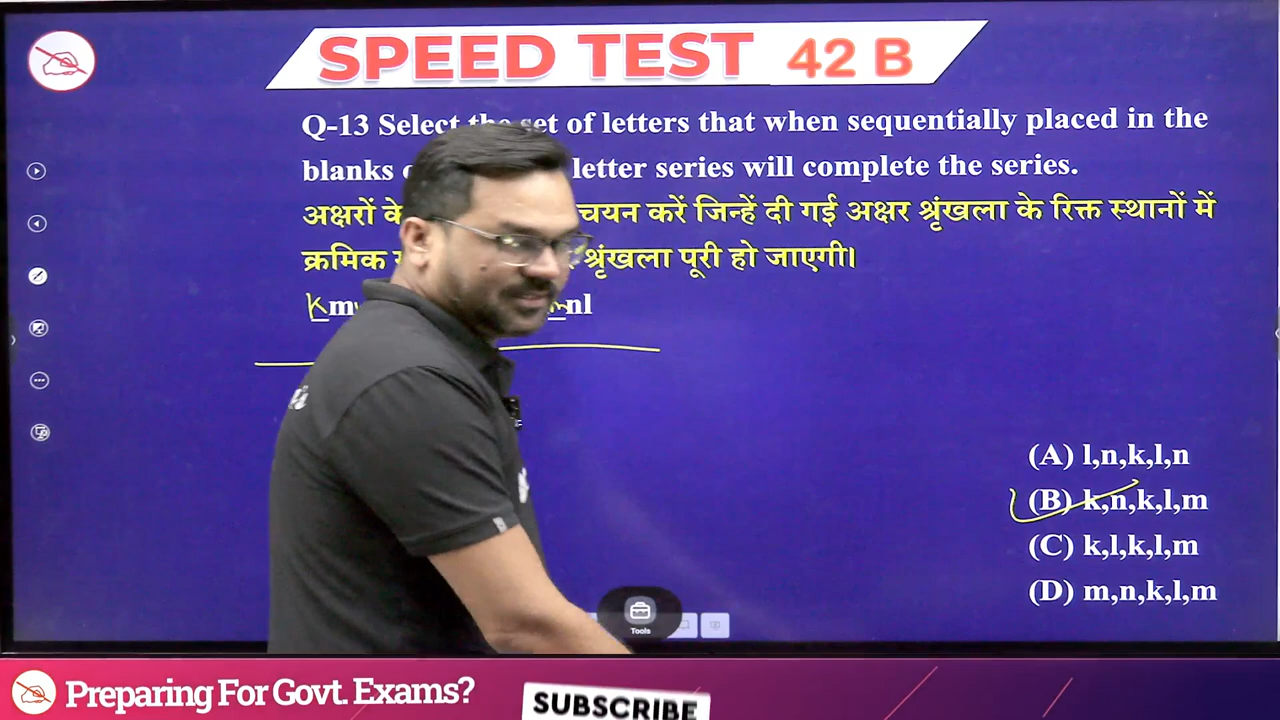 SPEED TEST 42 B
Q-13 Select the set of letters that when sequentially placed in the
blanks letter series will complete the series.
अक्षरों के चयन करें जिन्हें दी गई अक्षर श्रृंखला के रिक्त स्थानों में
क्रमिक श्रृंखला पूरी हो जाएगी।
Km nl
(A) l,n,k,l,n
(B) k,n,k,l,m
(C) k,l,k,l,m
(D) m,n,k,l,m
Tools
Preparing For Govt. Exams?
SUBSCRIBE